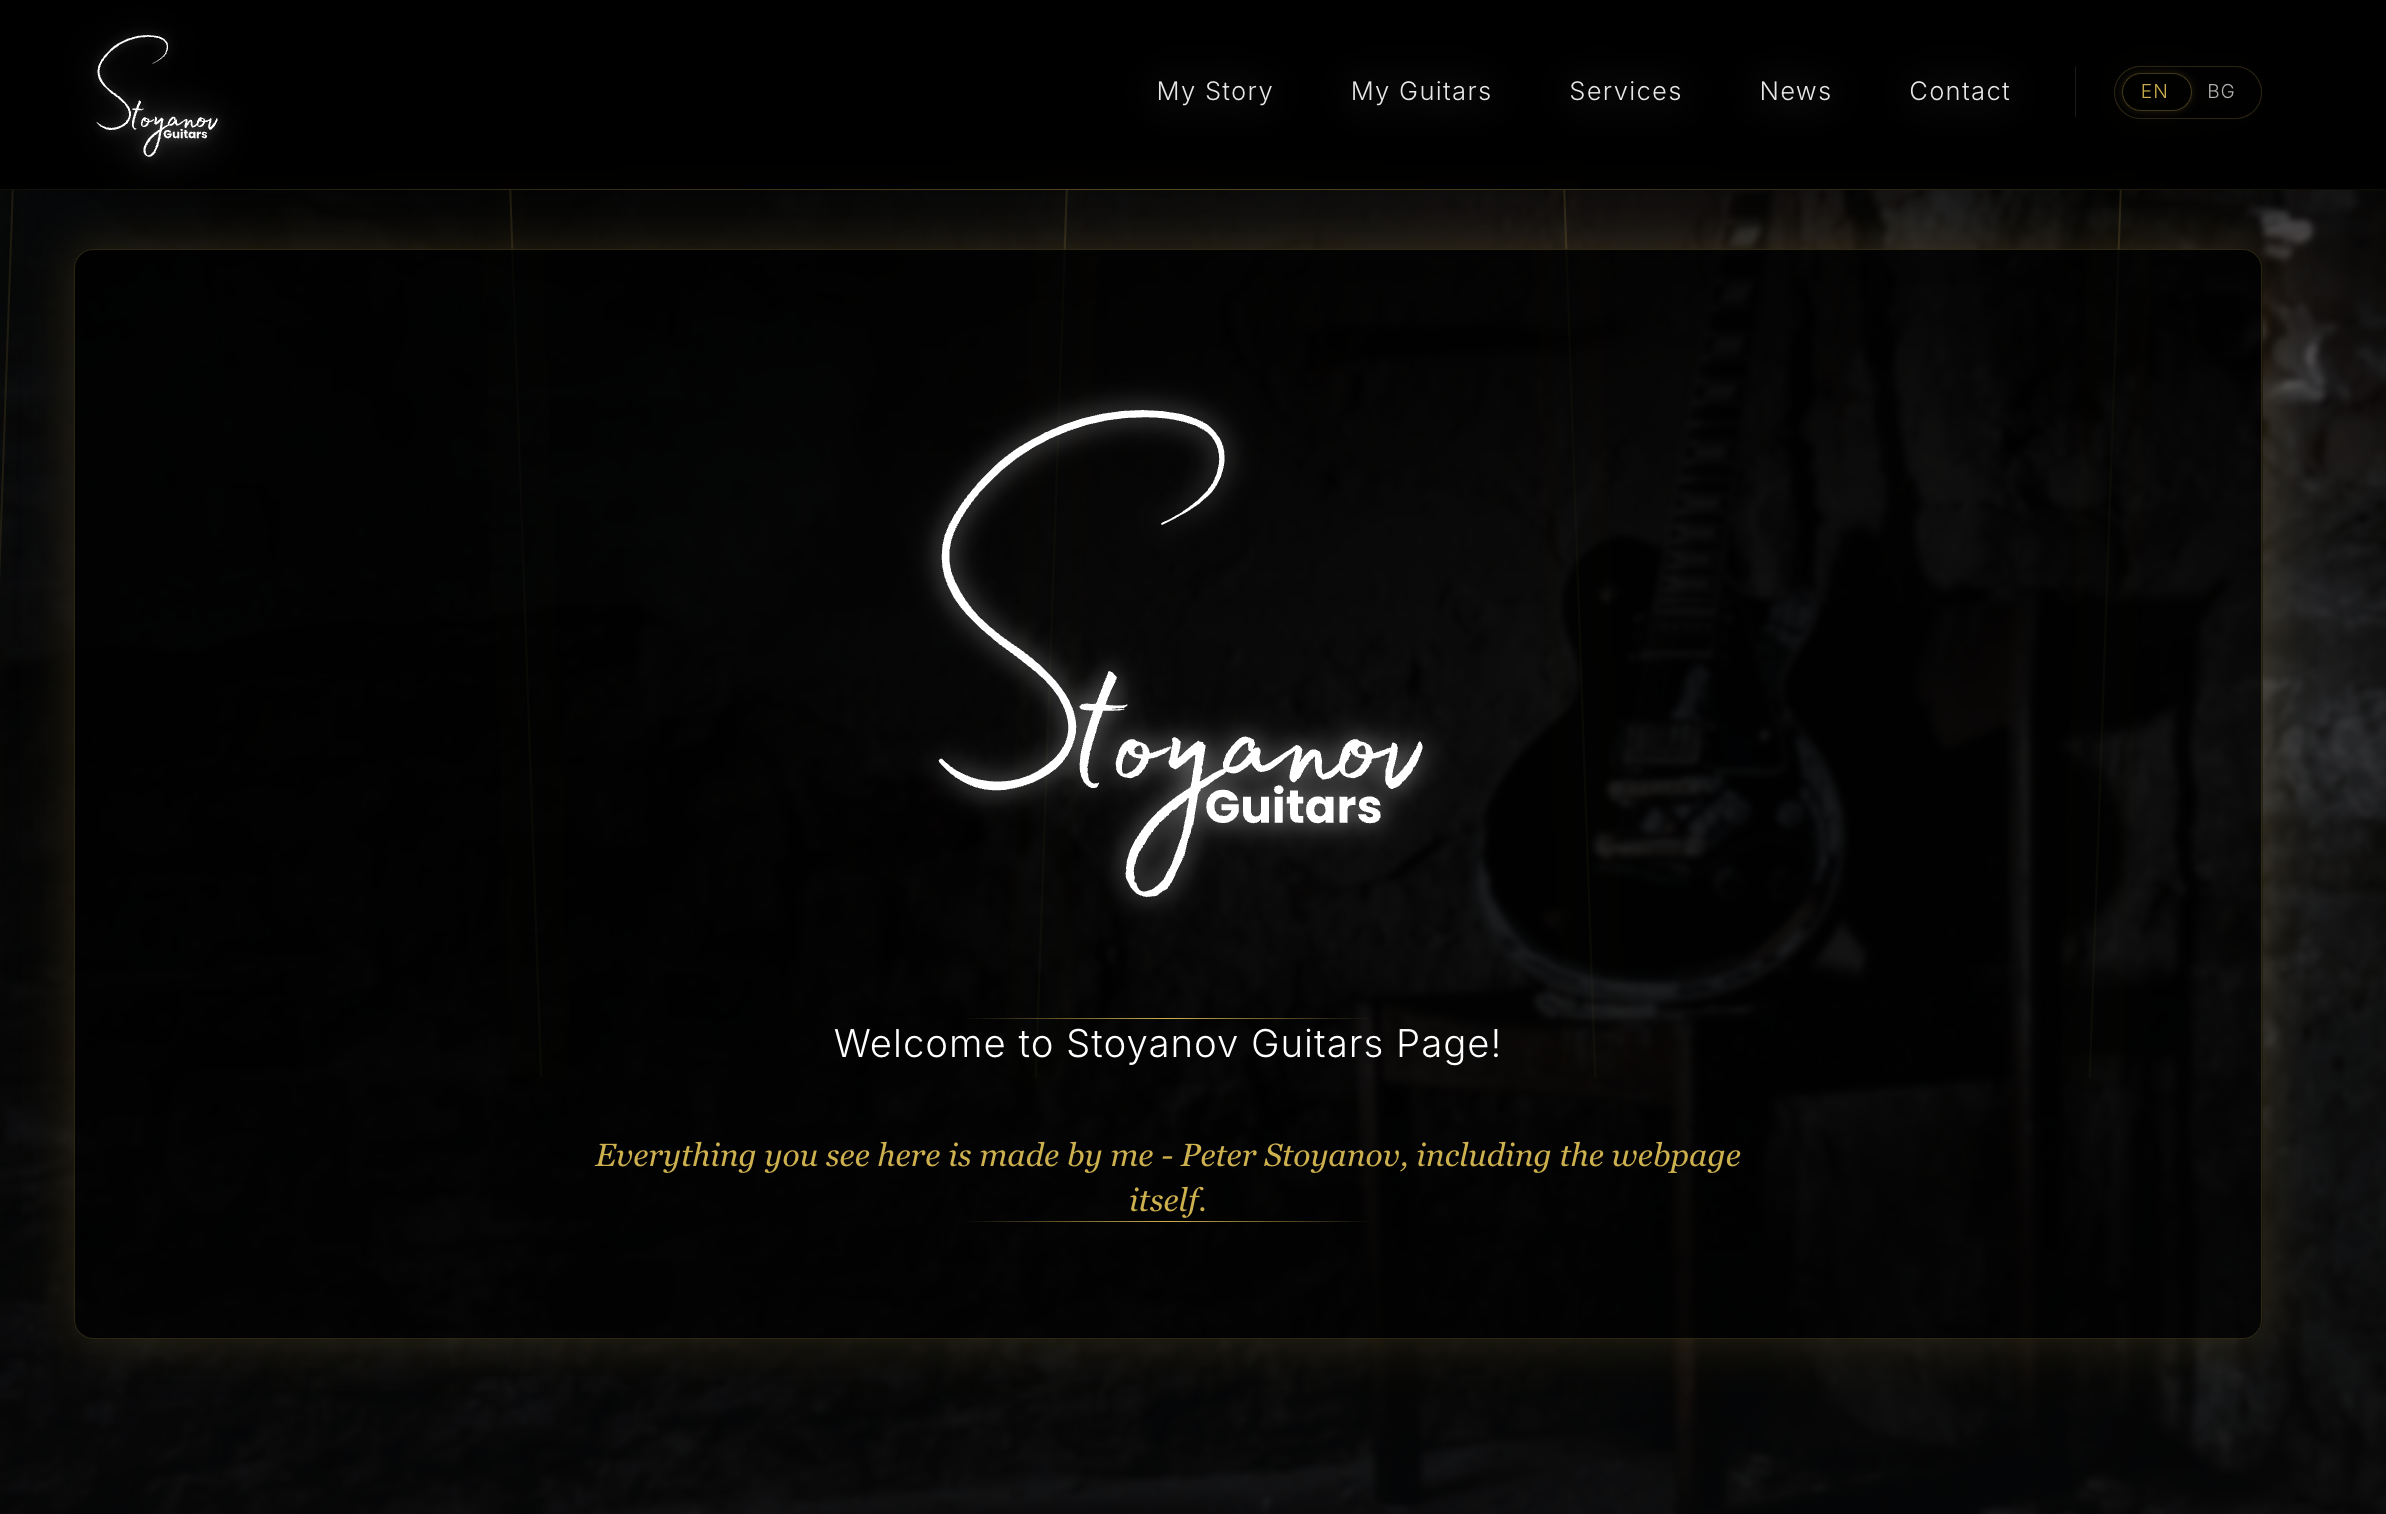 Stoyanov
Guitars
My Story
My Guitars
Services
News
Contact
EN
BG
Stoyanov
Guitars
Welcome to Stoyanov Guitars Page!
Everything you see here is made by me - Peter Stoyanov, including the webpage
itself.